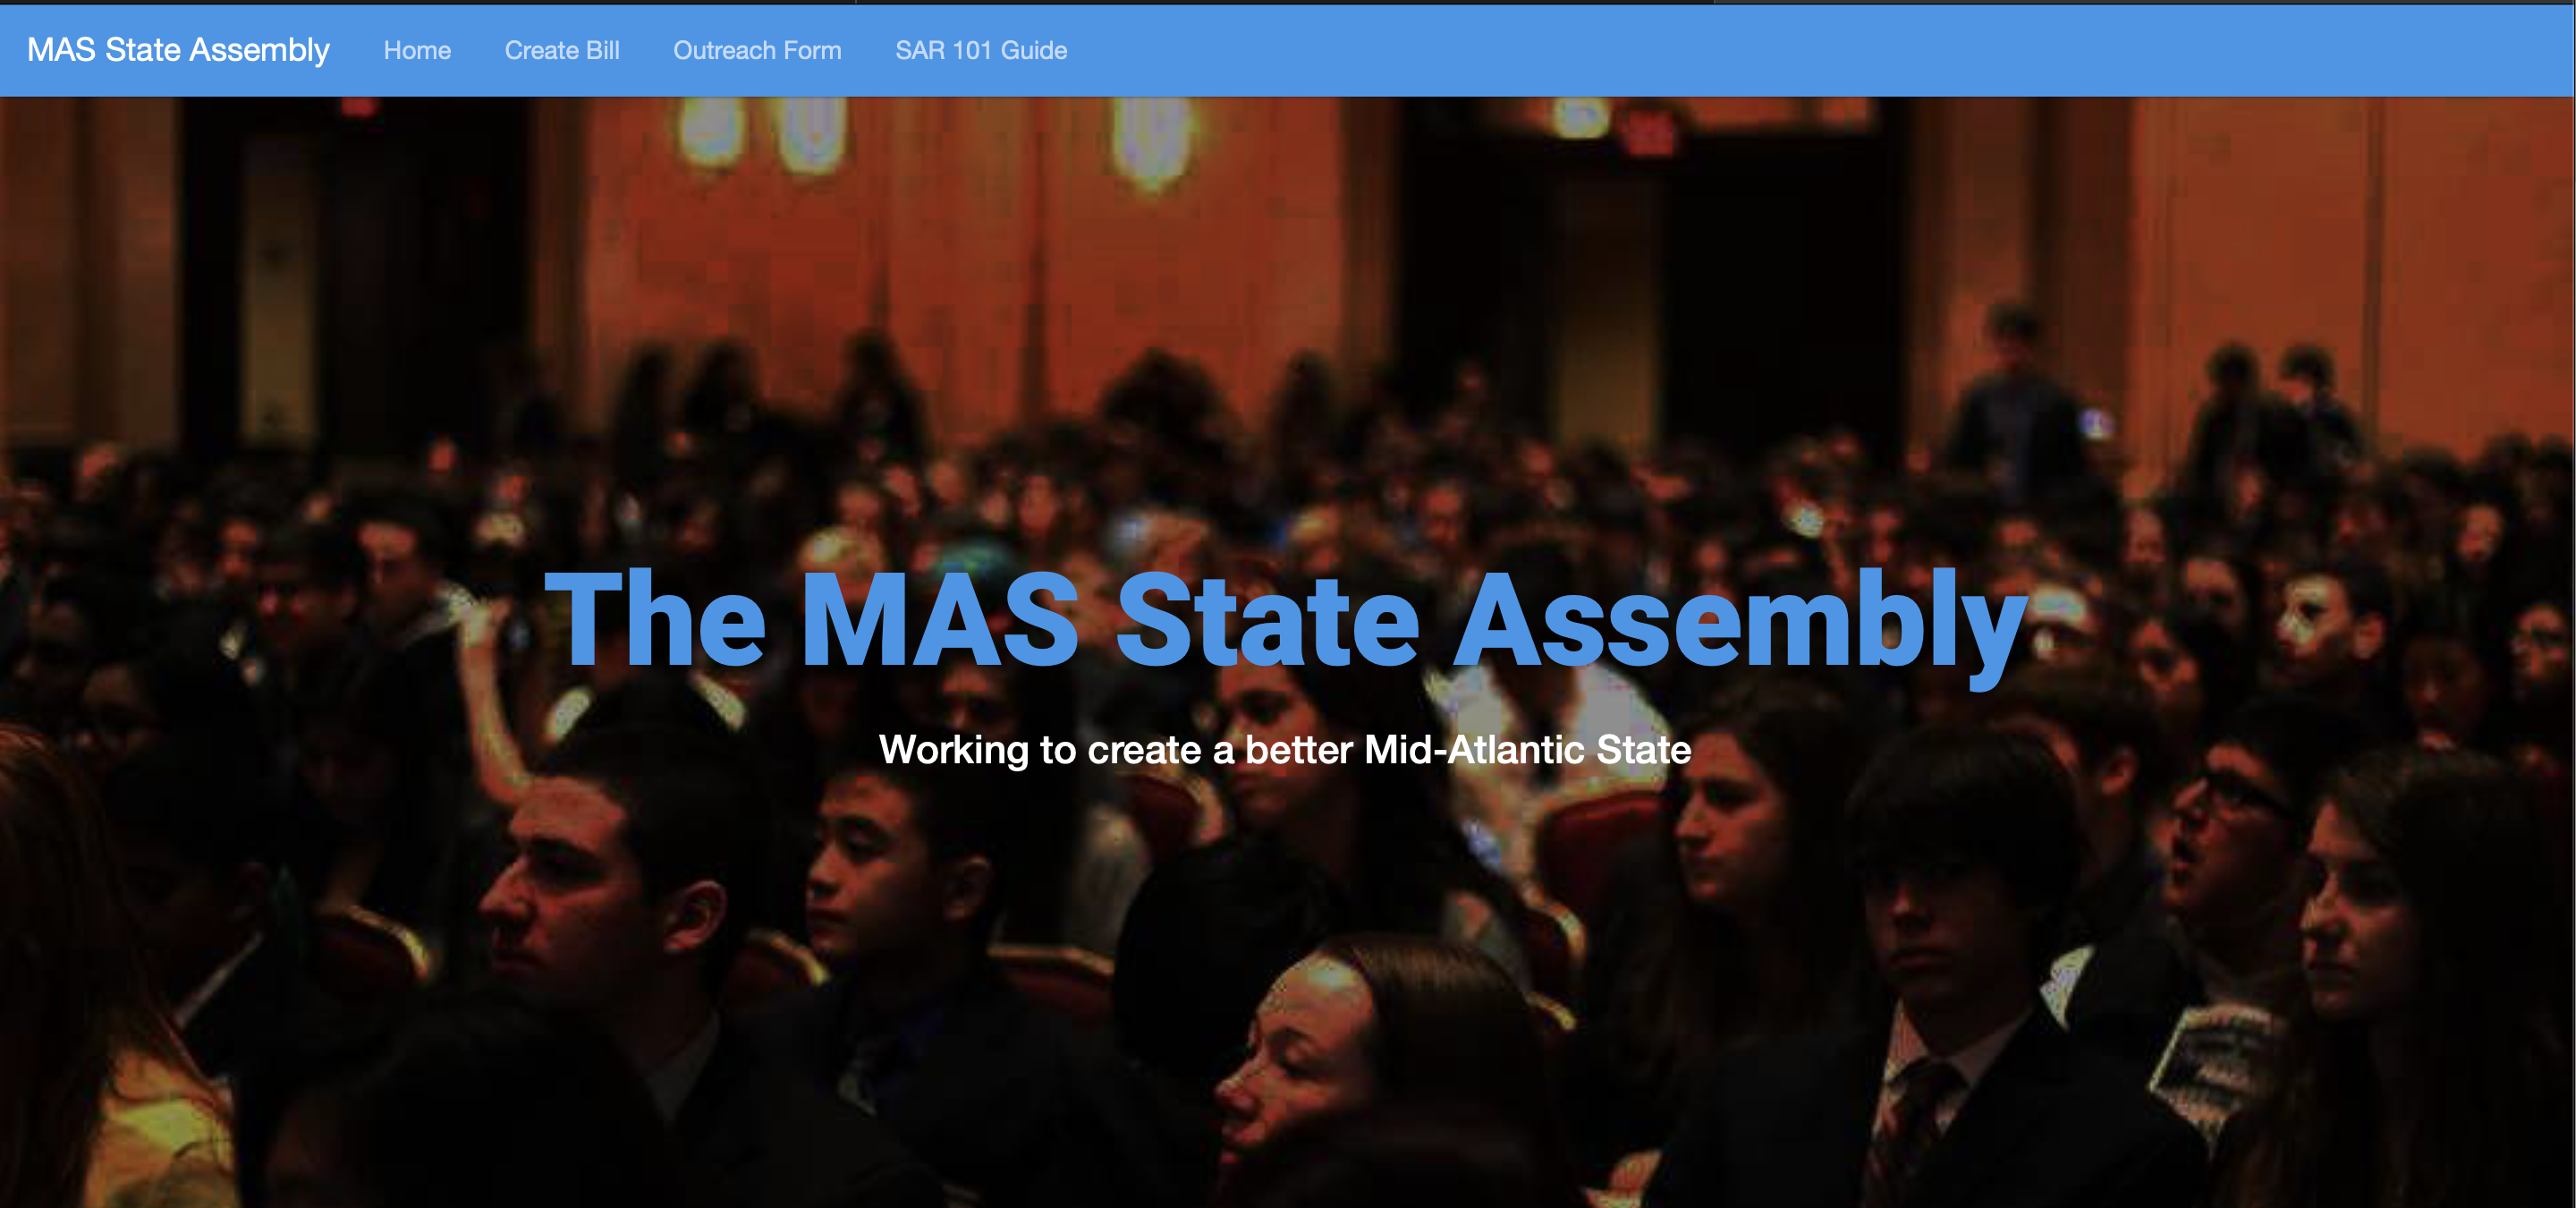 MAS State Assembly Home Create Bill Outreach Form SAR 101 Guide
The MAS State Assembly
Working to create a better Mid-Atlantic State